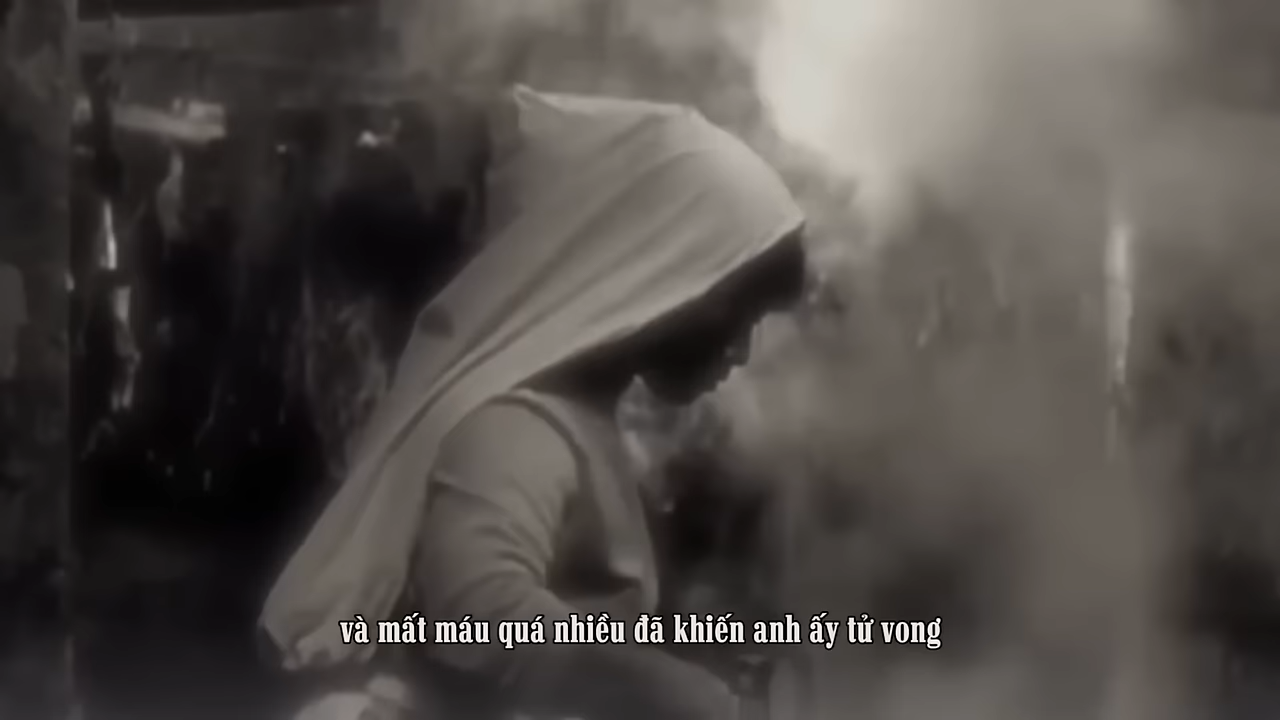 và mất máu quá nhiều đã khiến anh ấy tử vong